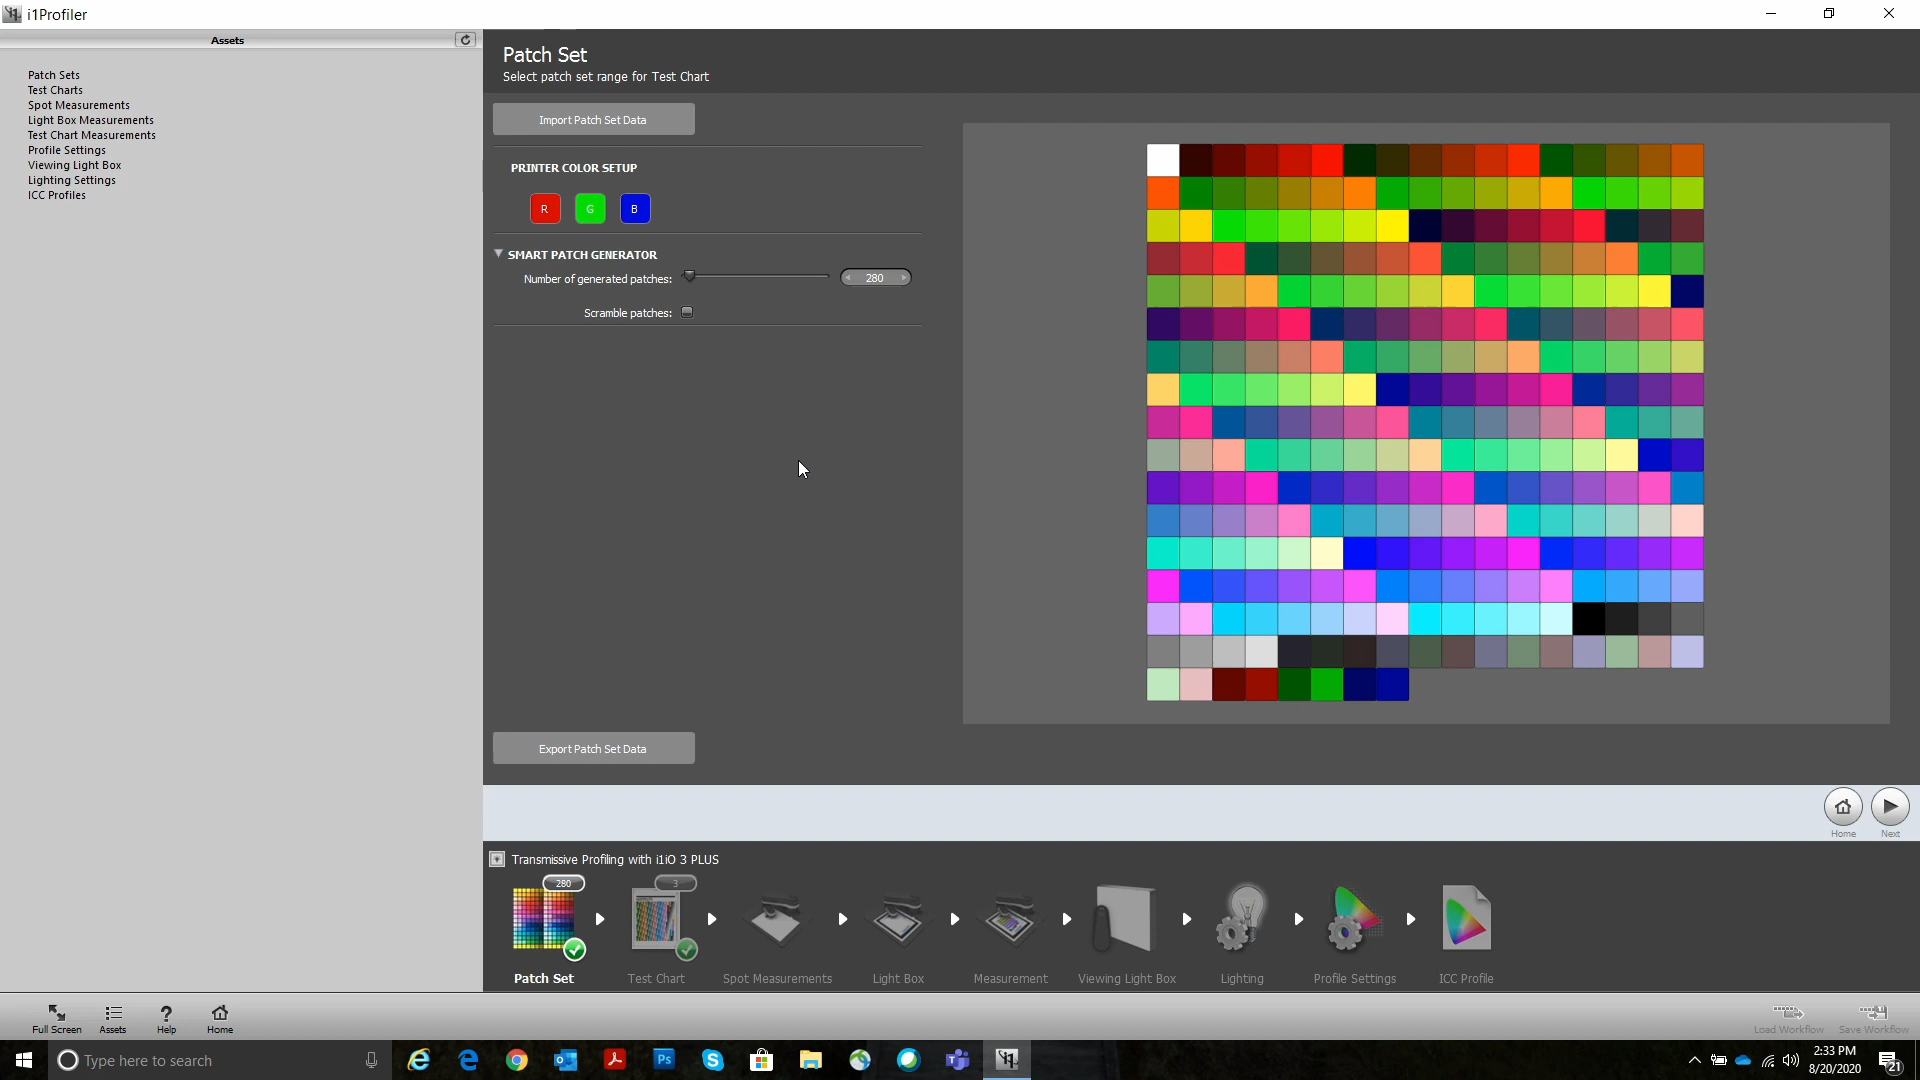 i1Profiler
Assets
Patch Sets
Test Charts
Spot Measurements
Light Box Measurements
Test Chart Measurements
Profile Settings
Viewing Light Box
Lighting Settings
ICC Profiles
Patch Set
Select patch set range for Test Chart
Import Patch Set Data
PRINTER COLOR SETUP
R G B
SMART PATCH GENERATOR
Number of generated patches: 280
Scramble patches:
Export Patch Set Data
Home Next
Transmissive Profiling with i1iO 3 PLUS
280 3
Patch Set Test Chart Spot Measurements Light Box Measurement Viewing Light Box Lighting Profile Settings ICC Profile
Full Screen Assets Help Home Load Workflow Save Workflow
Type here to search
2:33 PM
8/20/2020
21